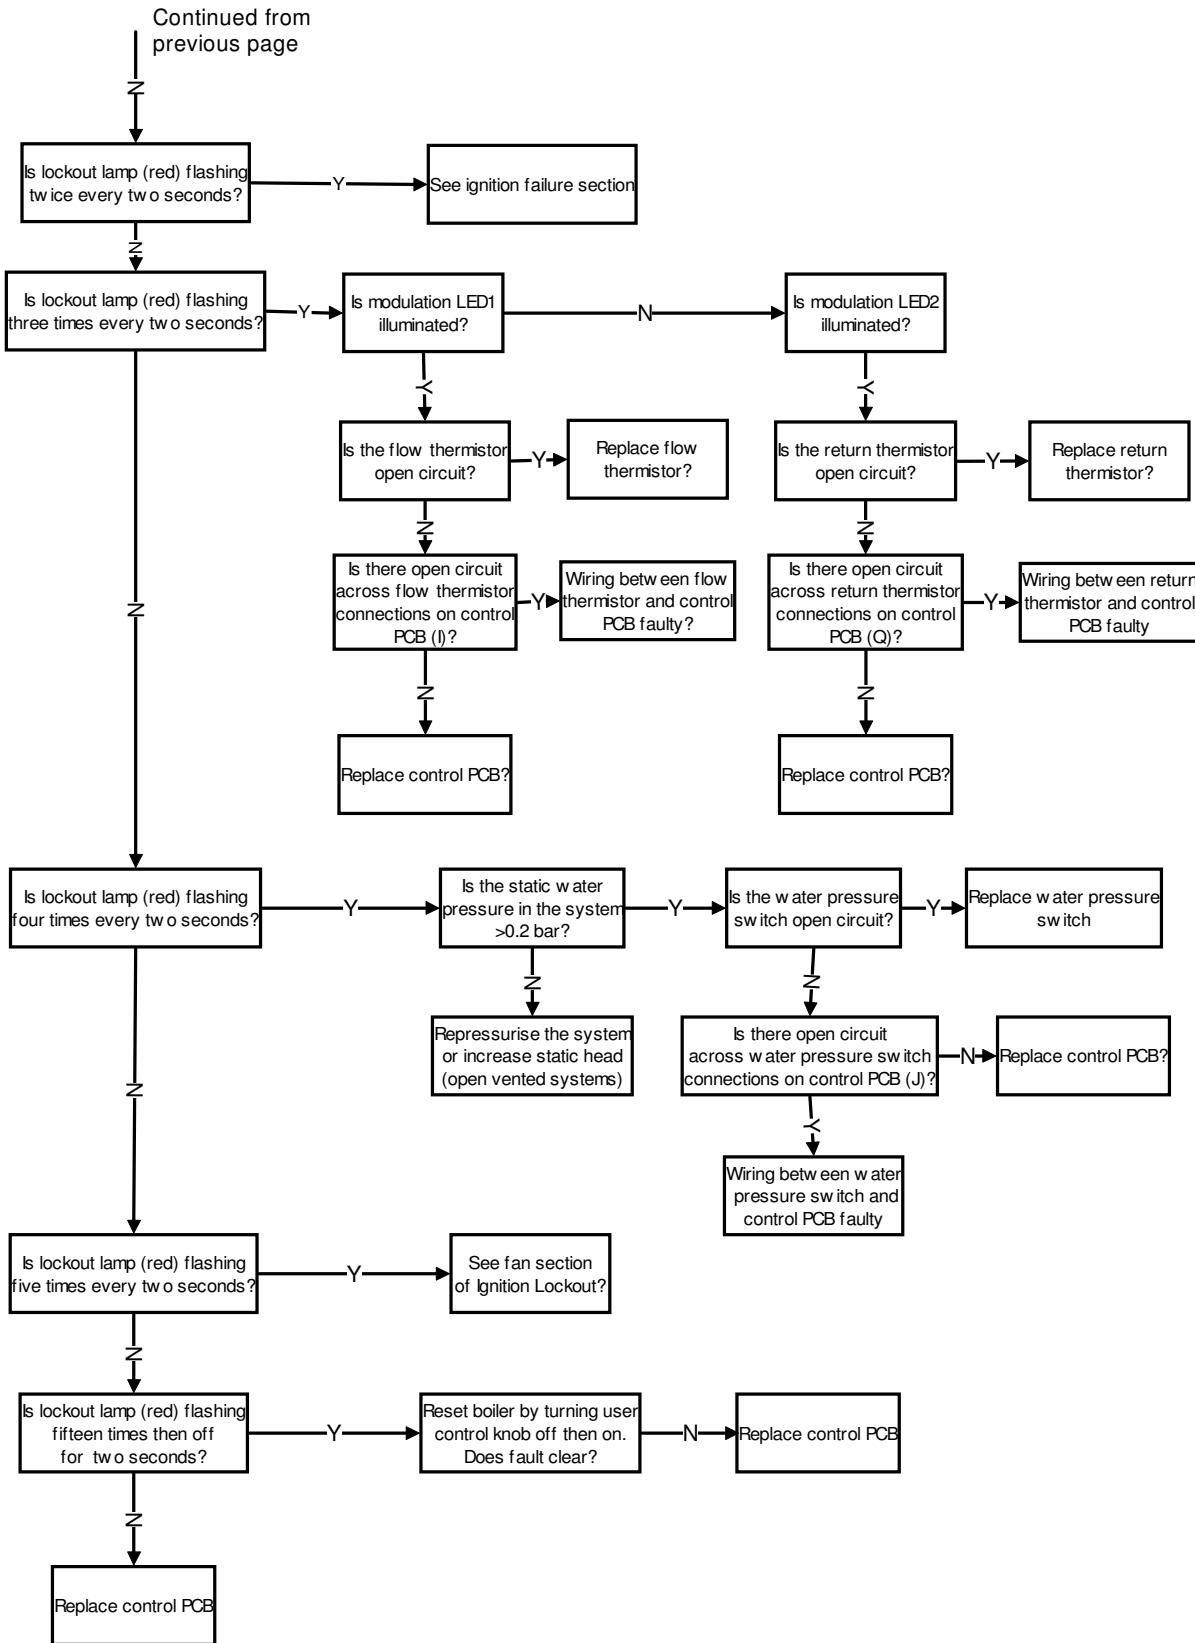 Continued from
previous page
N
Is lockout lamp (red) flashing
twice every two seconds?
Y
See ignition failure section
N
Is lockout lamp (red) flashing
three times every two seconds?
Y
Is modulation LED1
illuminated?
N
Is modulation LED2
illuminated?
Y
Y
Is the flow thermistor
open circuit?
Y
Replace flow
thermistor?
Is the return thermistor
open circuit?
Y
Replace return
thermistor?
N
N
Is there open circuit
across flow thermistor
connections on control
PCB (I)?
Y
Wiring between flow
thermistor and control
PCB faulty?
Is there open circuit
across return thermistor
connections on control
PCB (Q)?
Y
Wiring between return
thermistor and control
PCB faulty
N
N
N
Replace control PCB?
Replace control PCB?
Is lockout lamp (red) flashing
four times every two seconds?
Y
Is the static water
pressure in the system
>0.2 bar?
Y
Is the water pressure
switch open circuit?
Y
Replace water pressure
switch
N
N
Repressurise the system
or increase static head
(open vented systems)
Is there open circuit
across water pressure switch
connections on control PCB (J)?
N
Replace control PCB?
N
Y
Wiring between water
pressure switch and
control PCB faulty
Is lockout lamp (red) flashing
five times every two seconds?
Y
See fan section
of Ignition Lockout?
N
Is lockout lamp (red) flashing
fifteen times then off
for two seconds?
Y
Reset boiler by turning user
control knob off then on.
Does fault clear?
N
Replace control PCB
N
Replace control PCB